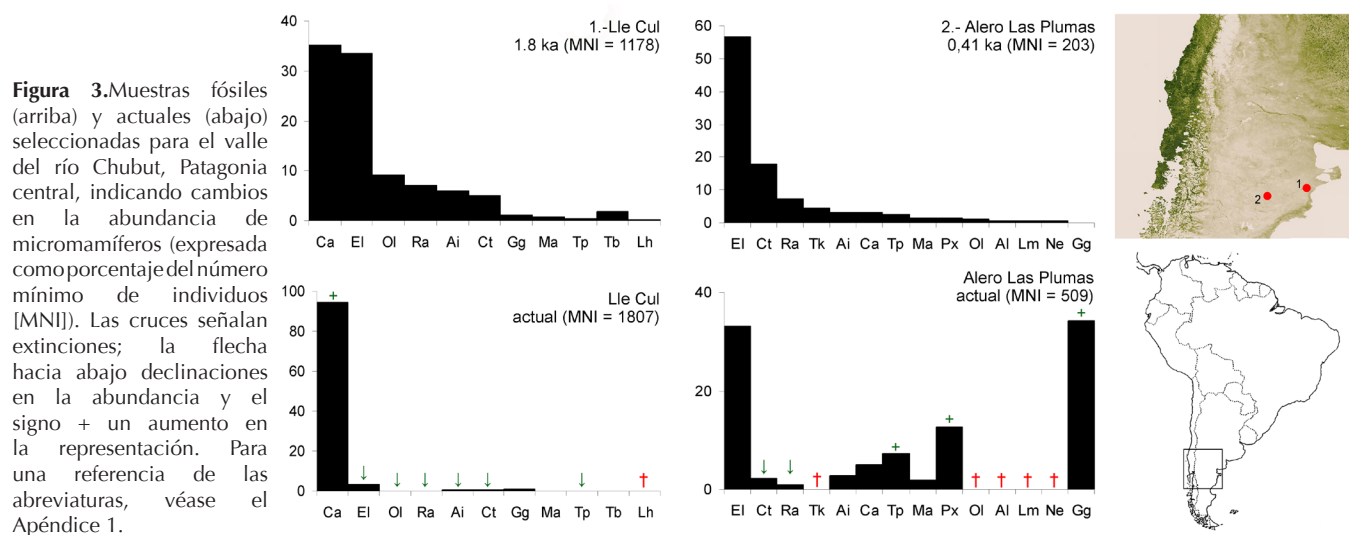 Figura 3.Muestras fósiles
(arriba) y actuales (abajo)
seleccionadas para el valle
del río Chubut, Patagonia
central, indicando cambios
en la abundancia de
micromamíferos (expresada
como porcentaje del número
mínimo de individuos
[MNI]). Las cruces señalan
extinciones; la flecha
hacia abajo declinaciones
en la abundancia y el
signo + un aumento en
la representación. Para
una referencia de las
abreviaturas, véase el
Apéndice 1.
1.-Lle Cul
1.8 ka (MNI = 1178)
40
30
20
10
0
Ca El Ol Ra Ai Ct Gg Ma Tp Tb Lh
2.- Alero Las Plumas
0,41 ka (MNI = 203)
60
50
40
30
20
10
0
El Ct Ra Tk Ai Ca Tp Ma Px Ol Al Lm Ne Gg
1
2
Lle Cul
actual (MNI = 1807)
100
80
60
40
20
0
+ ↓ ↓ ↓ ↓ ↓ ↓ †
Ca El Ol Ra Ai Ct Gg Ma Tp Tb Lh
Alero Las Plumas
actual (MNI = 509)
40
20
0
↓ ↓ † + + † † † † +
El Ct Ra Tk Ai Ca Tp Ma Px Ol Al Lm Ne Gg